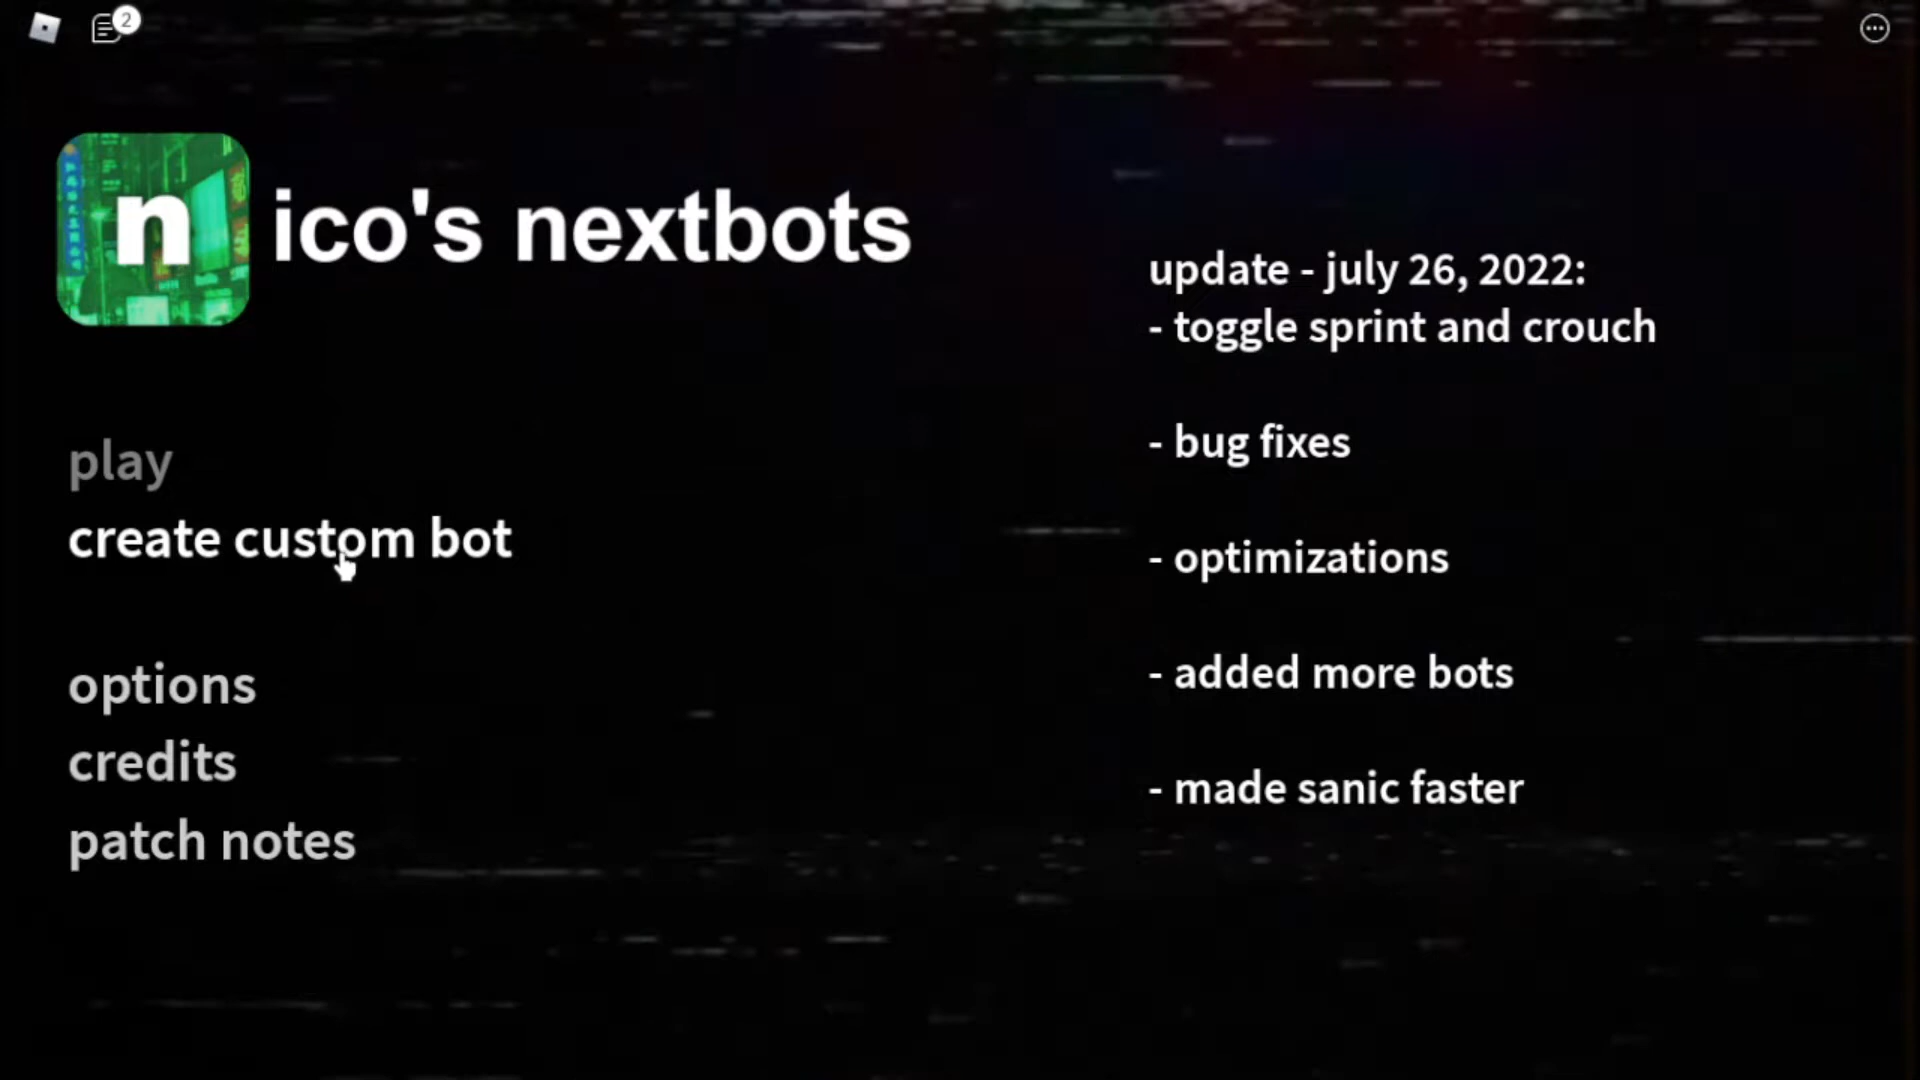 2
nico's nextbots
play
create custom bot
options
credits
patch notes
update - july 26, 2022:
- toggle sprint and crouch
- bug fixes
- optimizations
- added more bots
- made sanic faster